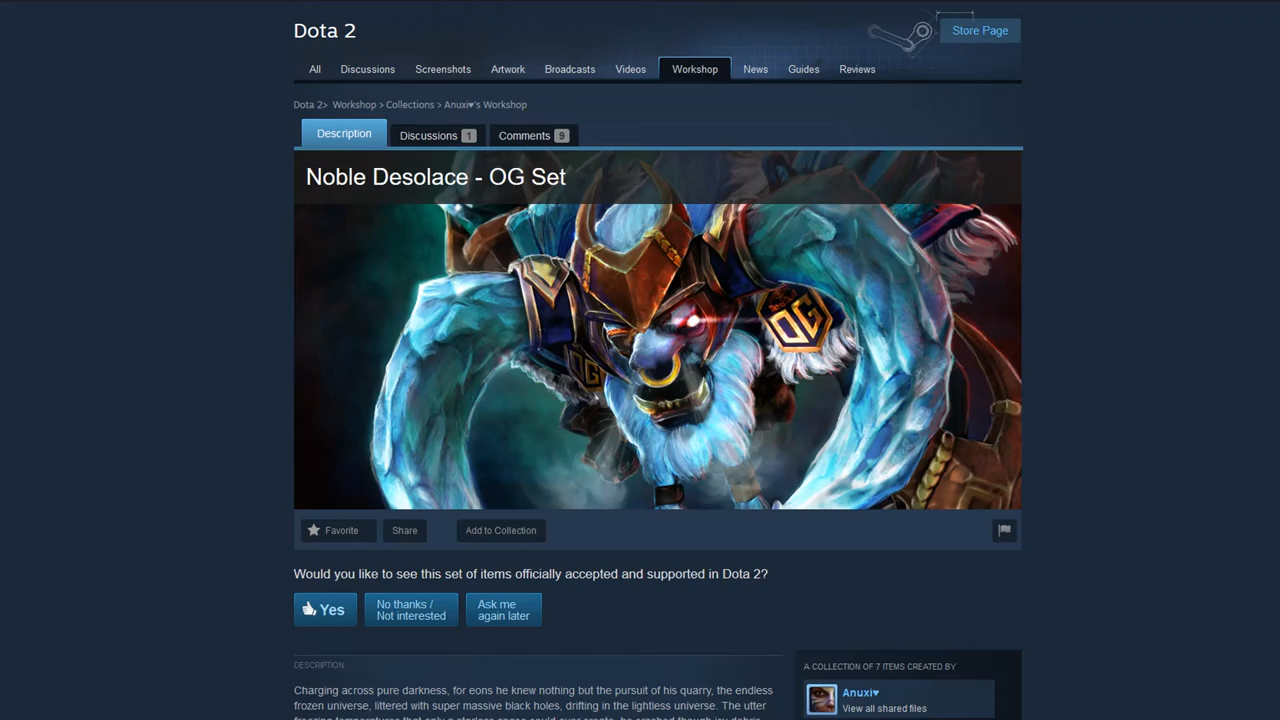 Dota 2
Store Page
All Discussions Screenshots Artwork Broadcasts Videos Workshop News Guides Reviews
Dota 2> Workshop > Collections > Anuxi♥'s Workshop
Description Discussions 1 Comments 9
Noble Desolace - OG Set
OG
OG
Favorite Share Add to Collection
Would you like to see this set of items officially accepted and supported in Dota 2?
Yes
No thanks /
Not interested
Ask me
again later
DESCRIPTION
Charging across pure darkness, for eons he knew nothing but the pursuit of his quarry, the endless
frozen universe, littered with super massive black holes, drifting in the lightless universe. The utter
A COLLECTION OF 7 ITEMS CREATED BY
Anuxi♥
View all shared files